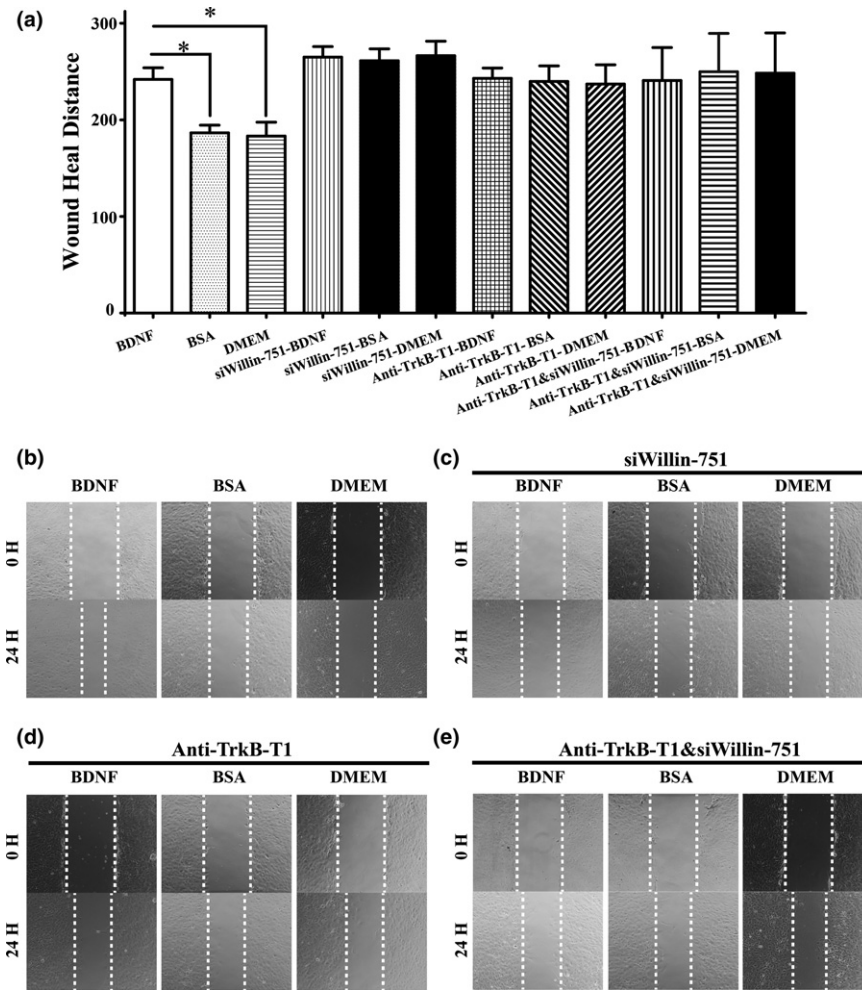 (a)
* *
Wound Heal Distance
300
200
100
0
BDNF
BSA
DMEM
siWillin-751-BDNF
siWillin-751-BSA
siWillin-751-DMEM
Anti-TrkB-T1-BDNF
Anti-TrkB-T1-BSA
Anti-TrkB-T1-DMEM
Anti-TrkB-T1&siWillin-751-BDNF
Anti-TrkB-T1&siWillin-751-BSA
Anti-TrkB-T1&siWillin-751-DMEM
(b)
BDNF BSA DMEM
0 H
24 H
(c)
siWillin-751
BDNF BSA DMEM
0 H
24 H
(d)
Anti-TrkB-T1
BDNF BSA DMEM
0 H
24 H
(e)
Anti-TrkB-T1&siWillin-751
BDNF BSA DMEM
0 H
24 H